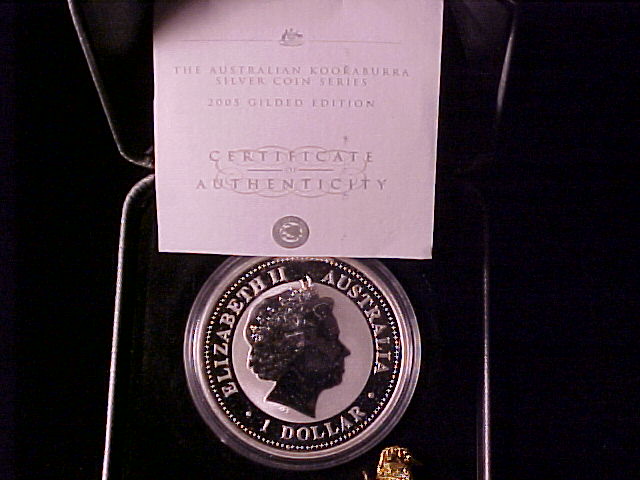 THE AUSTRALIAN KOOKABURRA
SILVER COIN SERIES
2005 GILDED EDITION
CERTIFICATE
OF
AUTHENTICITY
ELIZABETH II AUSTRALIA
1 DOLLAR